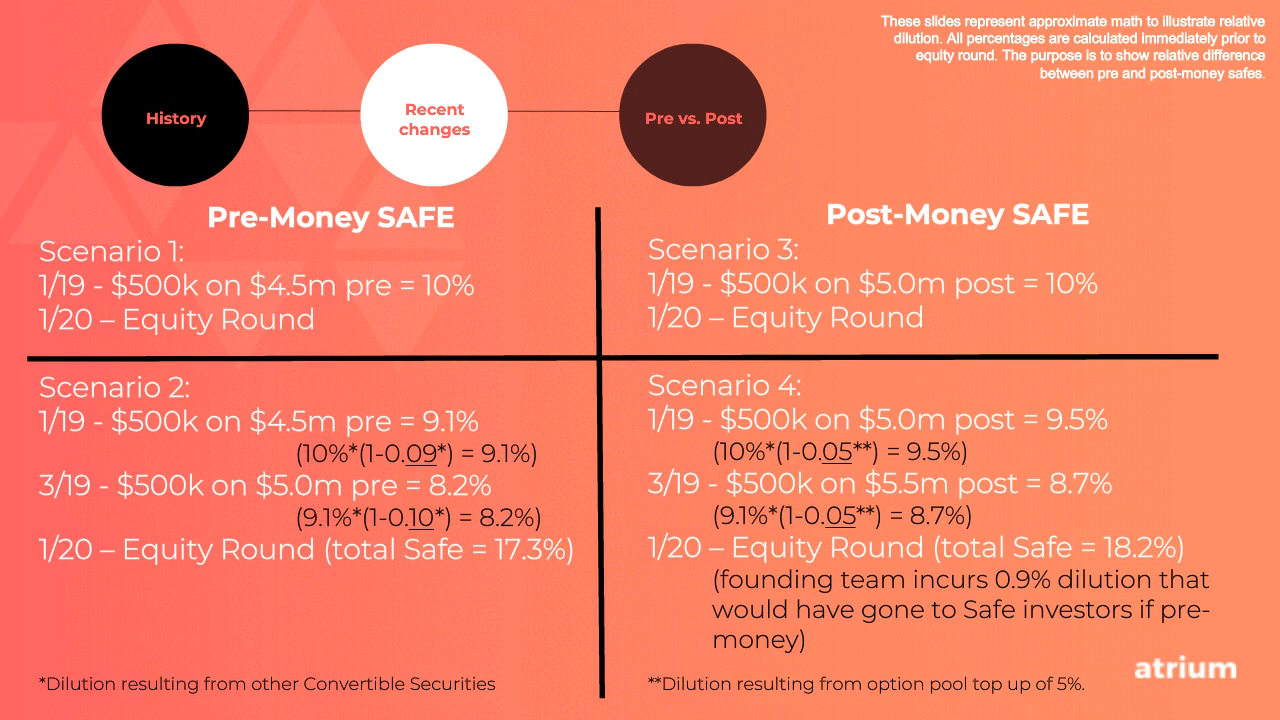 These slides represent approximate math to illustrate relative
dilution. All percentages are calculated immediately prior to
equity round. The purpose is to show relative difference
between pre and post-money safes.
History
Recent
changes
Pre vs. Post
Pre-Money SAFE
Scenario 1:
1/19 - $500k on $4.5m pre = 10%
1/20 – Equity Round
Post-Money SAFE
Scenario 3:
1/19 - $500k on $5.0m post = 10%
1/20 – Equity Round
Scenario 2:
1/19 - $500k on $4.5m pre = 9.1%
(10%*(1-0.09*) = 9.1%)
3/19 - $500k on $5.0m pre = 8.2%
(9.1%*(1-0.10*) = 8.2%)
1/20 – Equity Round (total Safe = 17.3%)
*Dilution resulting from other Convertible Securities
Scenario 4:
1/19 - $500k on $5.0m post = 9.5%
(10%*(1-0.05**) = 9.5%)
3/19 - $500k on $5.5m post = 8.7%
(9.1%*(1-0.05**) = 8.7%)
1/20 – Equity Round (total Safe = 18.2%)
(founding team incurs 0.9% dilution that
would have gone to Safe investors if pre-
money)
**Dilution resulting from option pool top up of 5%.
atrium